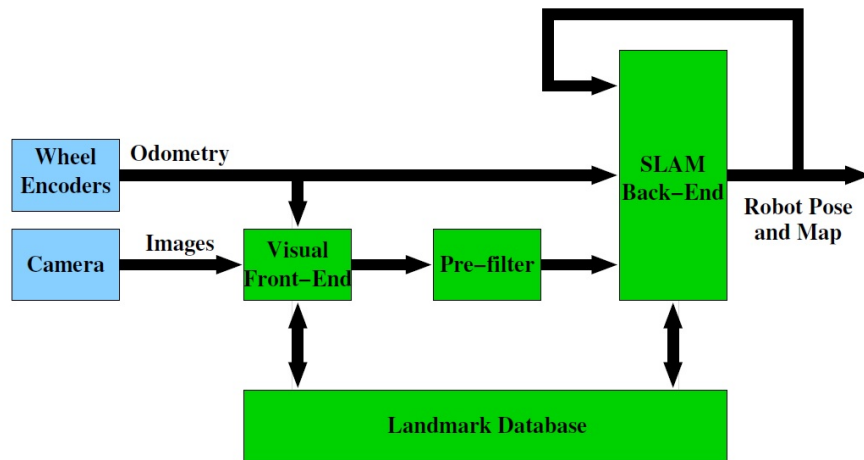 Wheel
Encoders
Odometry
SLAM
Back−End
Robot Pose
and Map
Camera
Images
Visual
Front−End
Pre−filter
Landmark Database